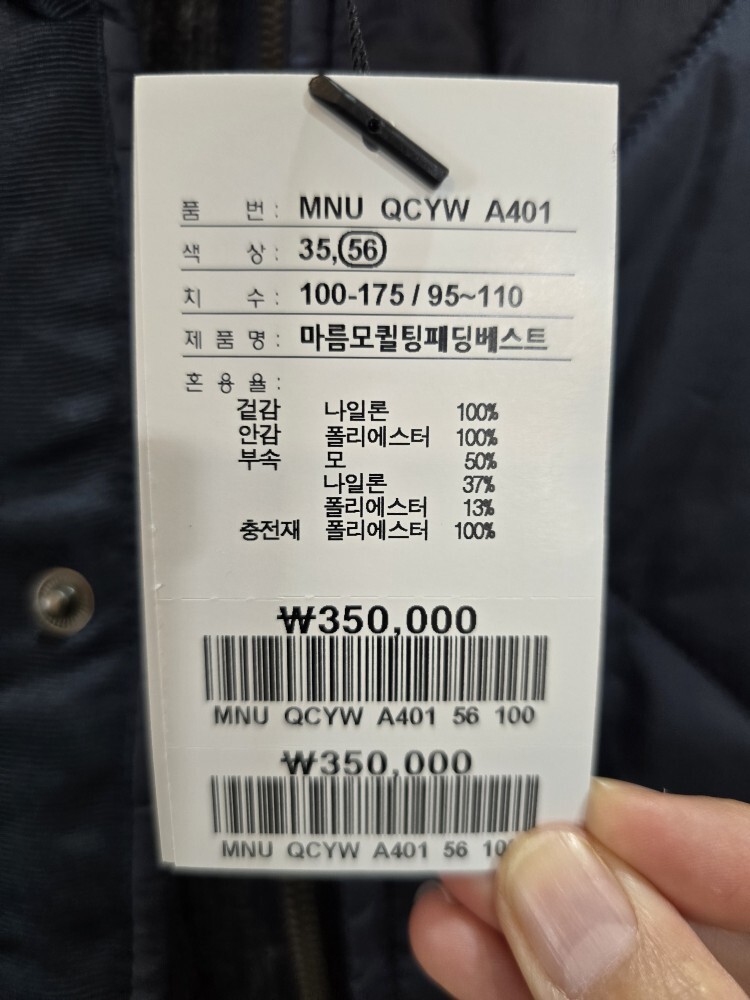 품 번 : MNU QCYW A401
색 상 : 35, 56
치 수 : 100-175 / 95~110
제 품 명 : 마름모퀼팅패딩베스트
혼 용 율 :
겉감 나일론 100%
안감 폴리에스터 100%
부속 모 50%
나일론 37%
폴리에스터 13%
충전재 폴리에스터 100%
₩350,000
MNU QCYW A401 56 100
₩350,000
MNU QCYW A401 56